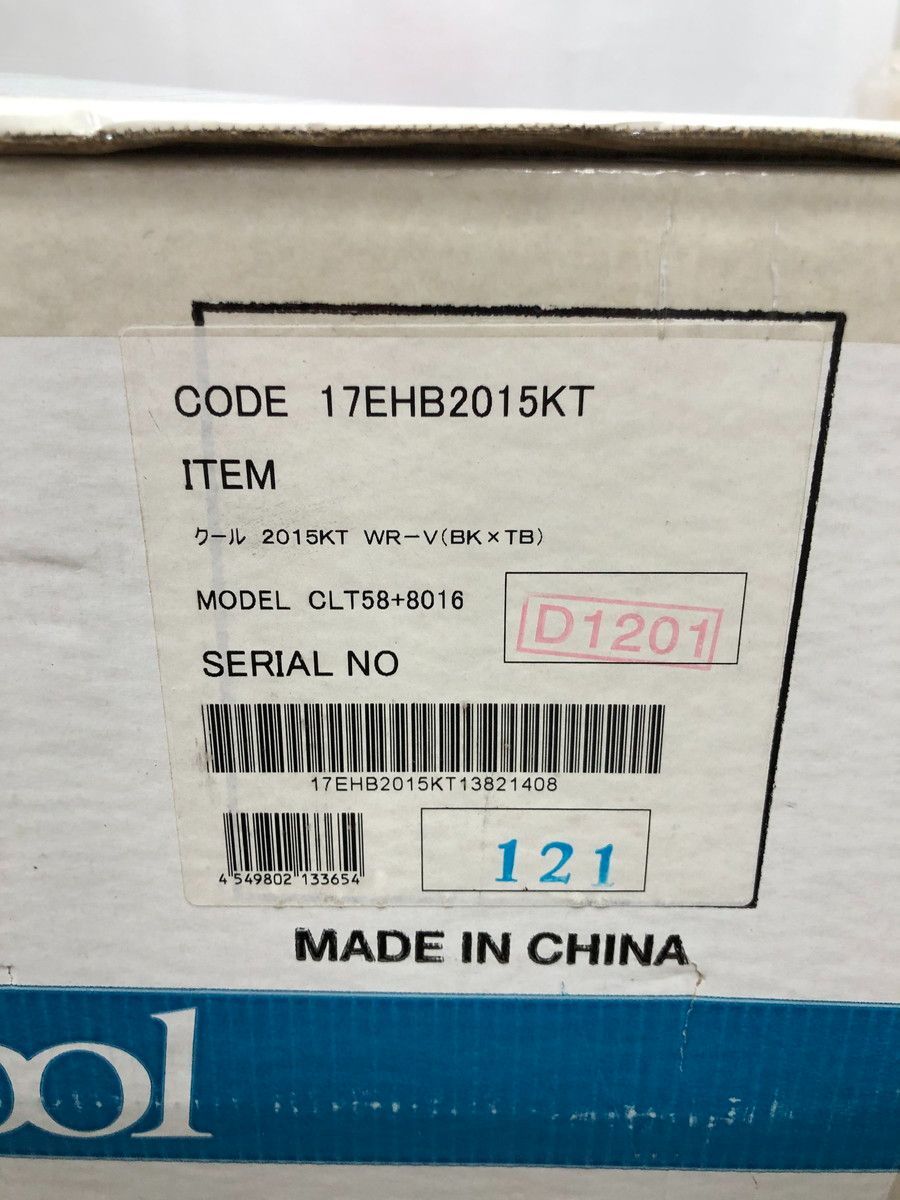 CODE 17EHB2015KT
ITEM
クール 2015KT WR-V(BK×TB)
MODEL CLT58+8016
D1201
SERIAL NO
17EHB2015KT13821408
4 549802 133654
121
MADE IN CHINA
ool